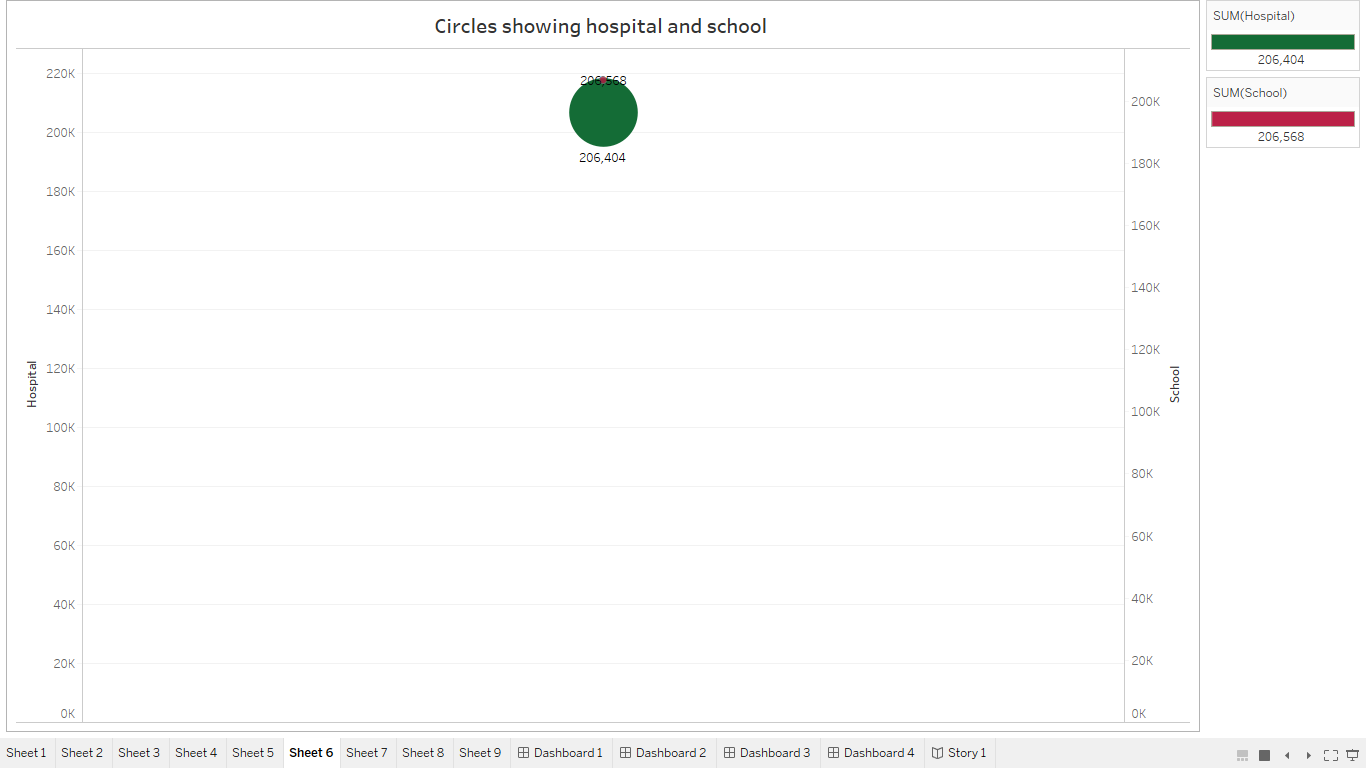 Circles showing hospital and school
SUM(Hospital)
206,404
SUM(School)
206,568
220K
200K
180K
160K
140K
120K
100K
80K
60K
40K
20K
0K
Hospital
206,568
206,404
200K
180K
160K
140K
120K
100K
80K
60K
40K
20K
0K
School
Sheet 1 Sheet 2 Sheet 3 Sheet 4 Sheet 5 Sheet 6 Sheet 7 Sheet 8 Sheet 9 Dashboard 1 Dashboard 2 Dashboard 3 Dashboard 4 Story 1